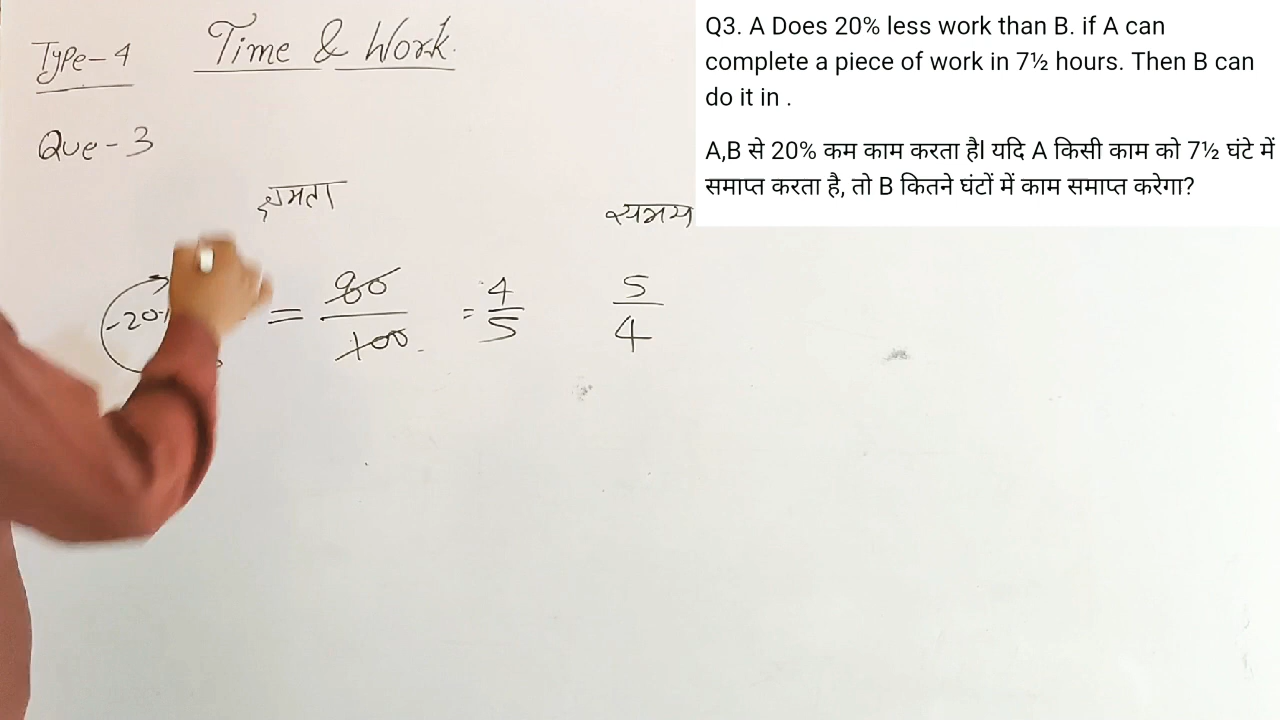 Type-4
Time & Work.
Que-3
क्षमता
समय
-20%
= 80/100 = 4/5
5/4
Q3. A Does 20% less work than B. if A can
complete a piece of work in 7½ hours. Then B can
do it in .
A,B से 20% कम काम करता है। यदि A किसी काम को 7½ घंटे में
समाप्त करता है, तो B कितने घंटों में काम समाप्त करेगा?